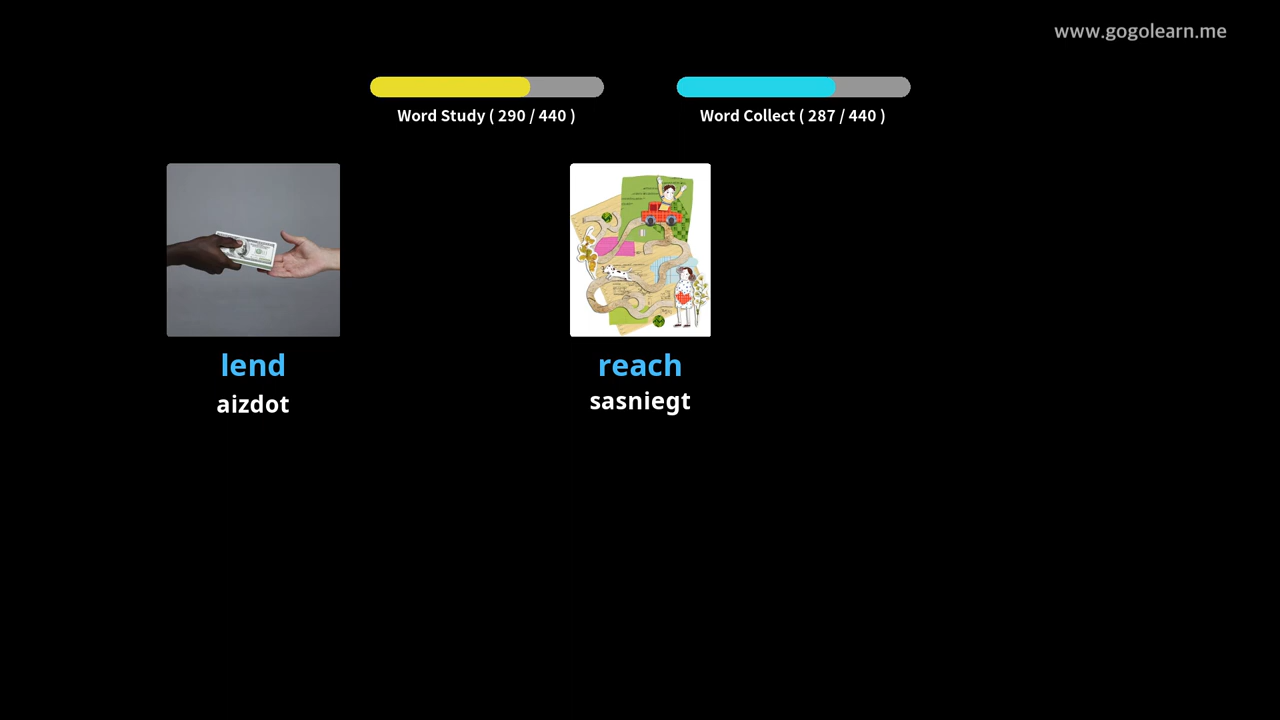 www.gogolearn.me
Word Study ( 290 / 440 )
Word Collect ( 287 / 440 )
lend
aizdot
reach
sasniegt